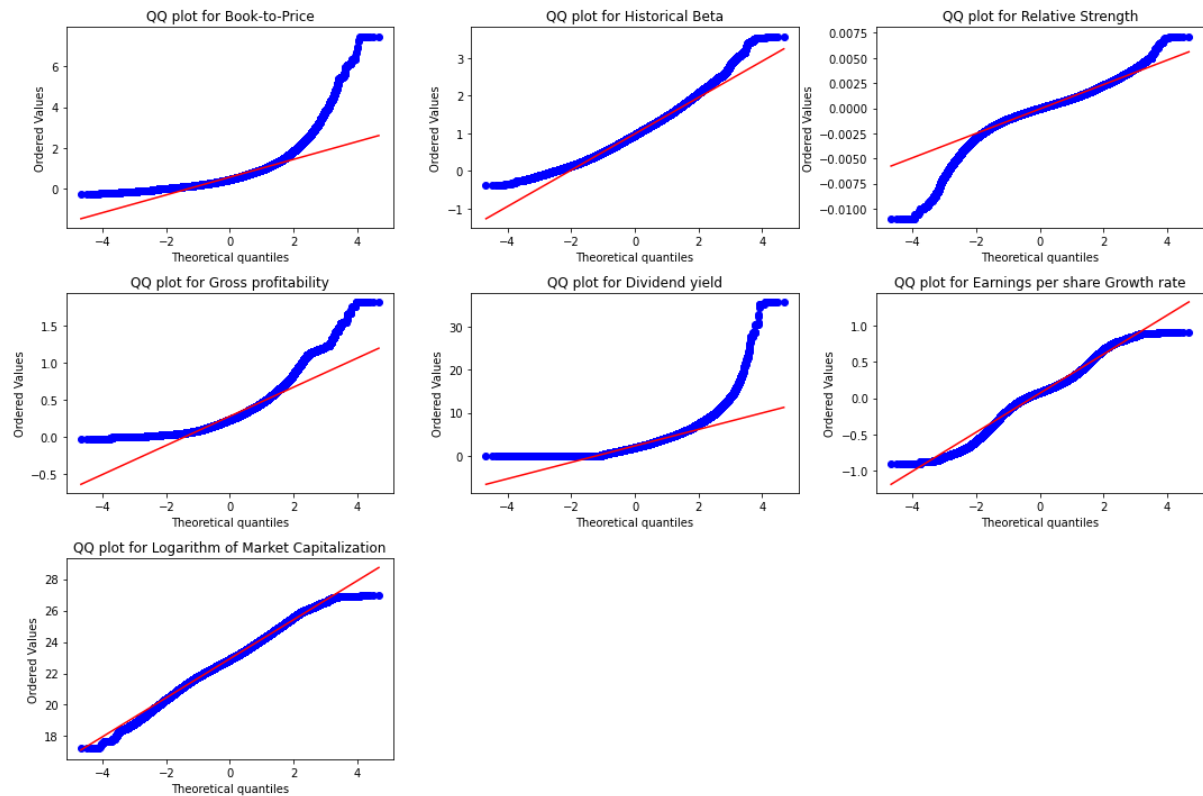 QQ plot for Book-to-Price
6
4
2
0
Ordered Values
−4 −2 0 2 4
Theoretical quantiles
QQ plot for Historical Beta
3
2
1
0
−1
Ordered Values
−4 −2 0 2 4
Theoretical quantiles
QQ plot for Relative Strength
0.0075
0.0050
0.0025
0.0000
−0.0025
−0.0050
−0.0075
−0.0100
Ordered Values
−4 −2 0 2 4
Theoretical quantiles
QQ plot for Gross profitability
1.5
1.0
0.5
0.0
−0.5
Ordered Values
−4 −2 0 2 4
Theoretical quantiles
QQ plot for Dividend yield
30
20
10
0
Ordered Values
−4 −2 0 2 4
Theoretical quantiles
QQ plot for Earnings per share Growth rate
1.0
0.5
0.0
−0.5
−1.0
Ordered Values
−4 −2 0 2 4
Theoretical quantiles
QQ plot for Logarithm of Market Capitalization
28
26
24
22
20
18
Ordered Values
−4 −2 0 2 4
Theoretical quantiles